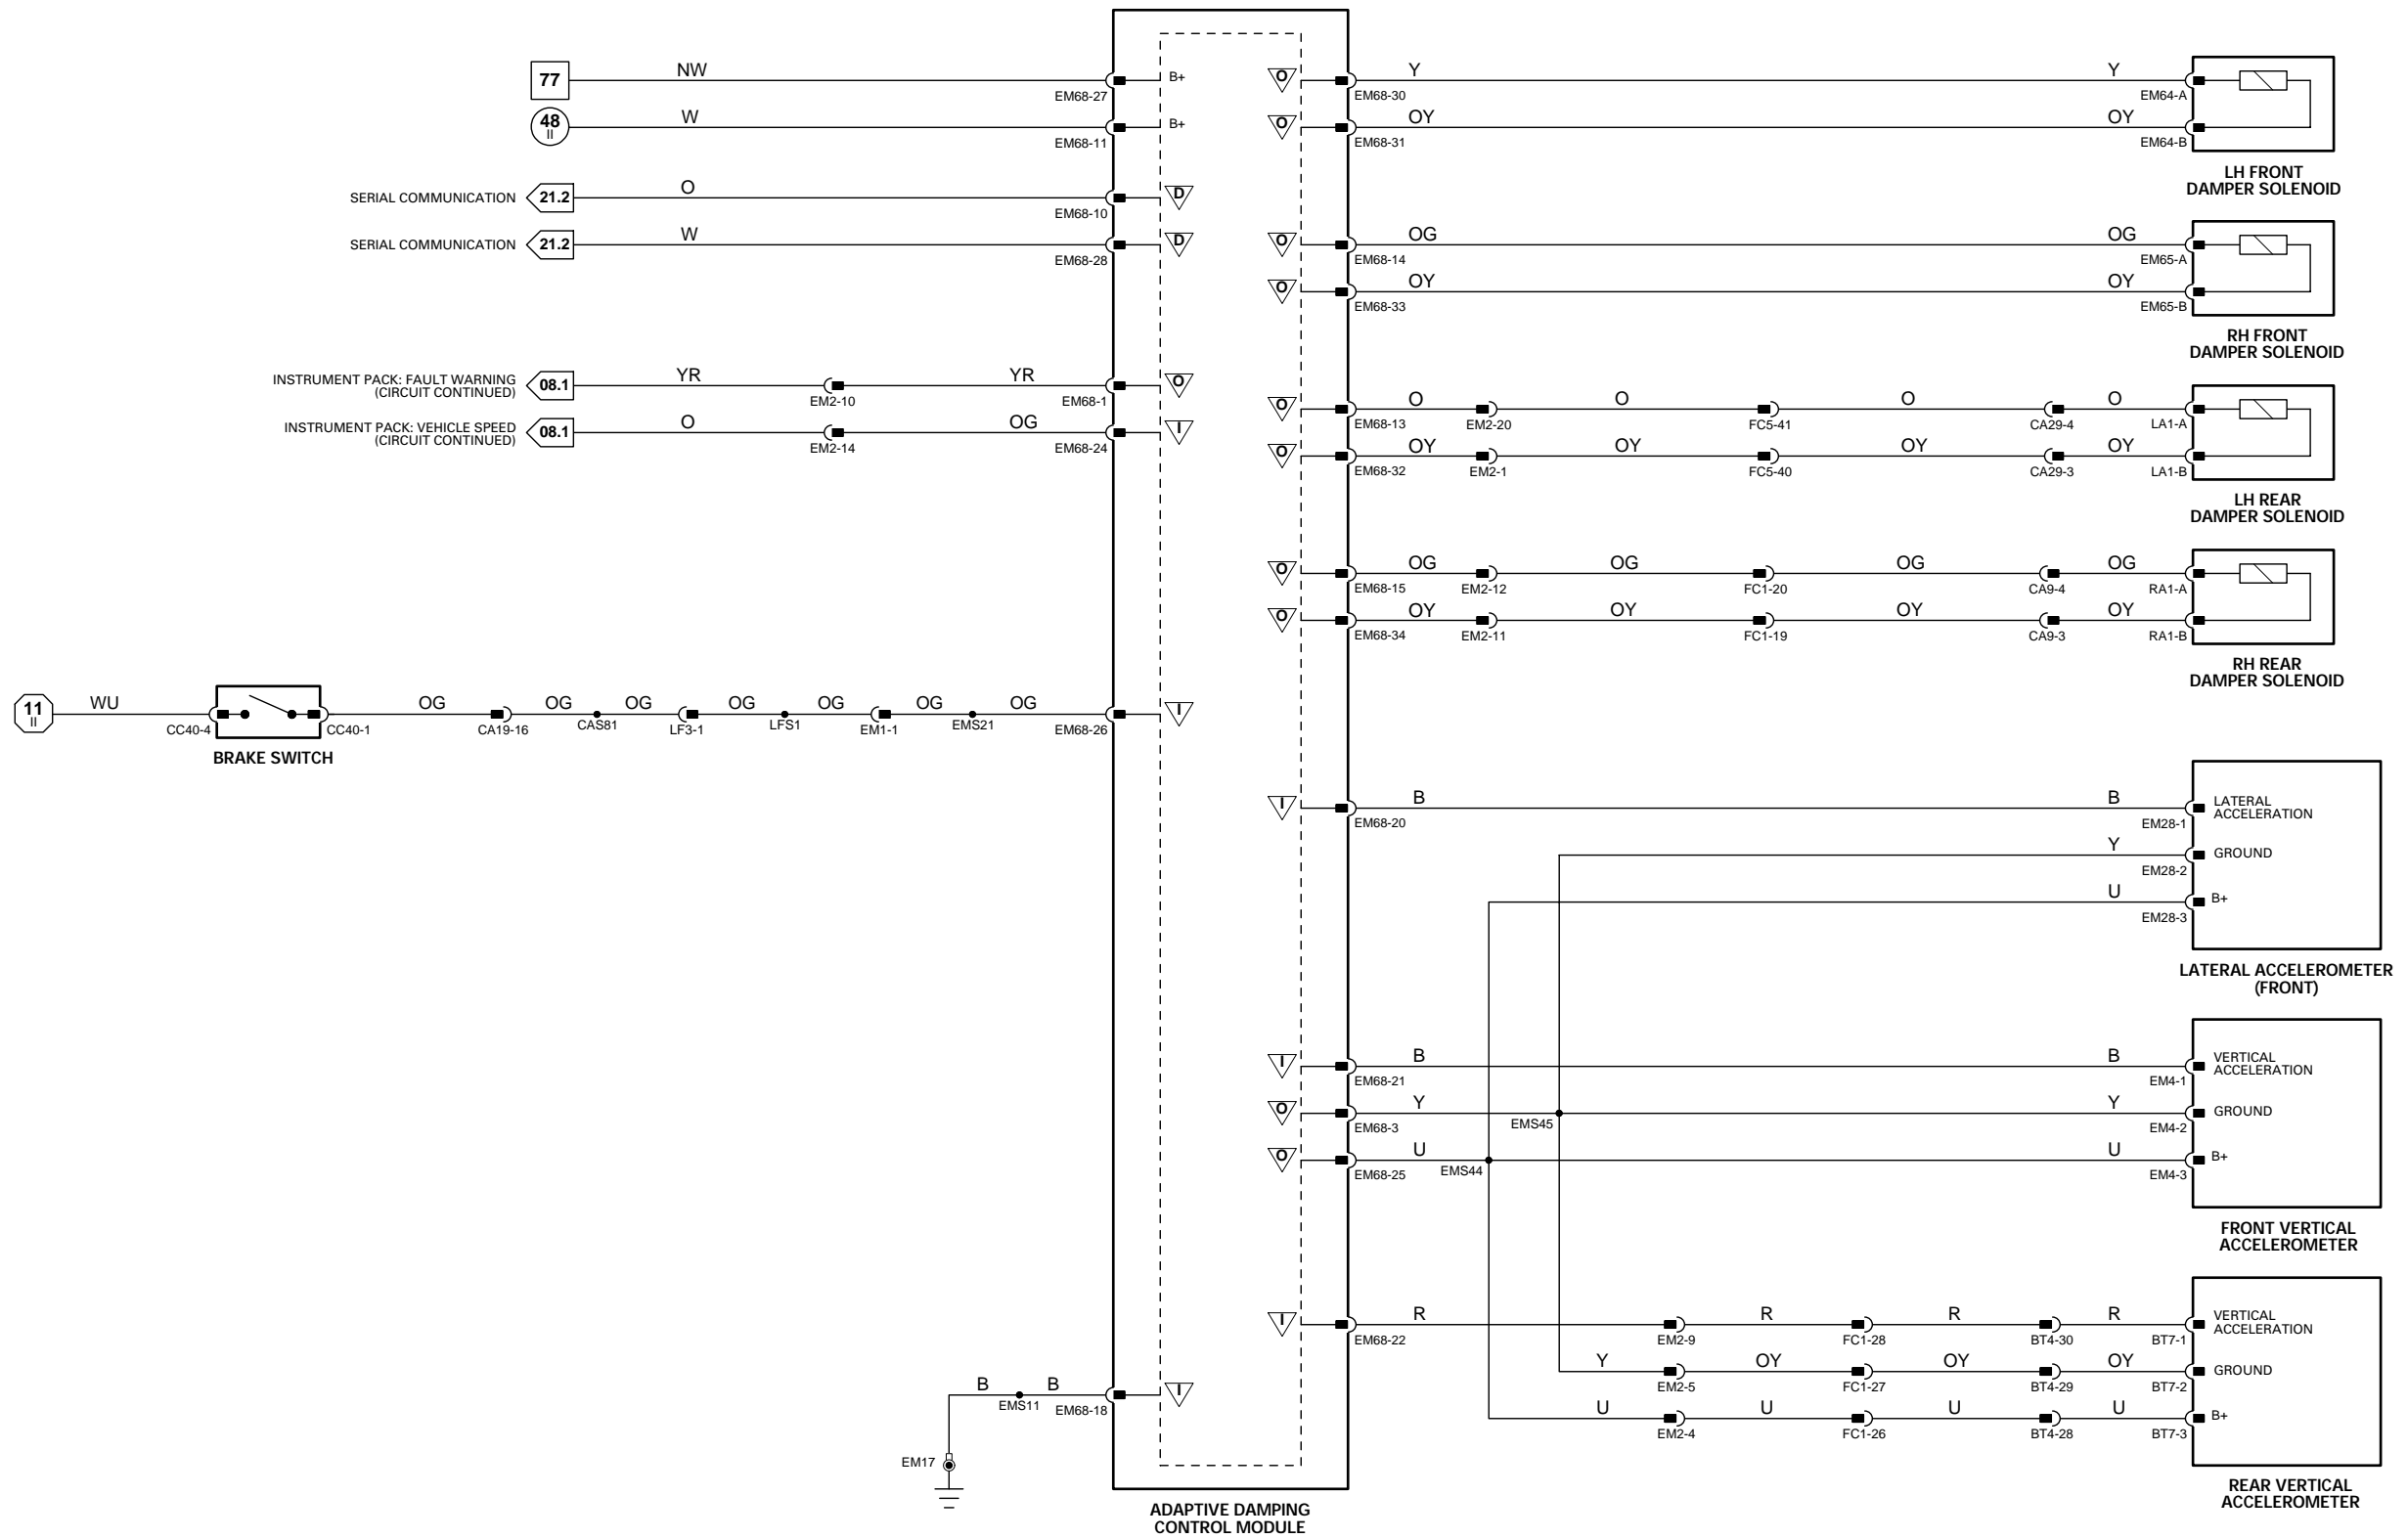 77
NW
EM68-27
B+
48
II
W
EM68-11
B+
SERIAL COMMUNICATION
21.2
O
EM68-10
D
SERIAL COMMUNICATION
21.2
W
EM68-28
D
INSTRUMENT PACK: FAULT WARNING
(CIRCUIT CONTINUED)
08.1
YR
EM2-10
YR
EM68-1
O
INSTRUMENT PACK: VEHICLE SPEED
(CIRCUIT CONTINUED)
08.1
O
EM2-14
OG
EM68-24
I
11
II
WU
CC40-4
CC40-1
BRAKE SWITCH
OG
CA19-16
OG
CAS81
OG
LF3-1
OG
LFS1
OG
EM1-1
OG
EMS21
OG
EM68-26
I
EM17
B
EMS11
B
EM68-18
I
ADAPTIVE DAMPING
CONTROL MODULE
O
EM68-30
Y
Y
EM64-A
O
EM68-31
OY
OY
EM64-B
LH FRONT
DAMPER SOLENOID
O
EM68-14
OG
OG
EM65-A
O
EM68-33
OY
OY
EM65-B
RH FRONT
DAMPER SOLENOID
O
EM68-13
O
EM2-20
O
FC5-41
O
CA29-4
O
LA1-A
O
EM68-32
OY
EM2-1
OY
FC5-40
OY
CA29-3
OY
LA1-B
LH REAR
DAMPER SOLENOID
O
EM68-15
OG
EM2-12
OG
FC1-20
OG
CA9-4
OG
RA1-A
O
EM68-34
OY
EM2-11
OY
FC1-19
OY
CA9-3
OY
RA1-B
RH REAR
DAMPER SOLENOID
I
EM68-20
B
B
EM28-1
LATERAL
ACCELERATION
Y
EM28-2
GROUND
U
EM28-3
B+
LATERAL ACCELEROMETER
(FRONT)
I
EM68-21
B
B
EM4-1
VERTICAL
ACCELERATION
O
EM68-3
Y
EMS45
Y
EM4-2
GROUND
O
EM68-25
U
EMS44
U
EM4-3
B+
FRONT VERTICAL
ACCELEROMETER
I
EM68-22
R
EM2-9
R
FC1-28
R
BT4-30
R
BT7-1
VERTICAL
ACCELERATION
Y
EM2-5
OY
FC1-27
OY
BT4-29
OY
BT7-2
GROUND
U
EM2-4
U
FC1-26
U
BT4-28
U
BT7-3
B+
REAR VERTICAL
ACCELEROMETER